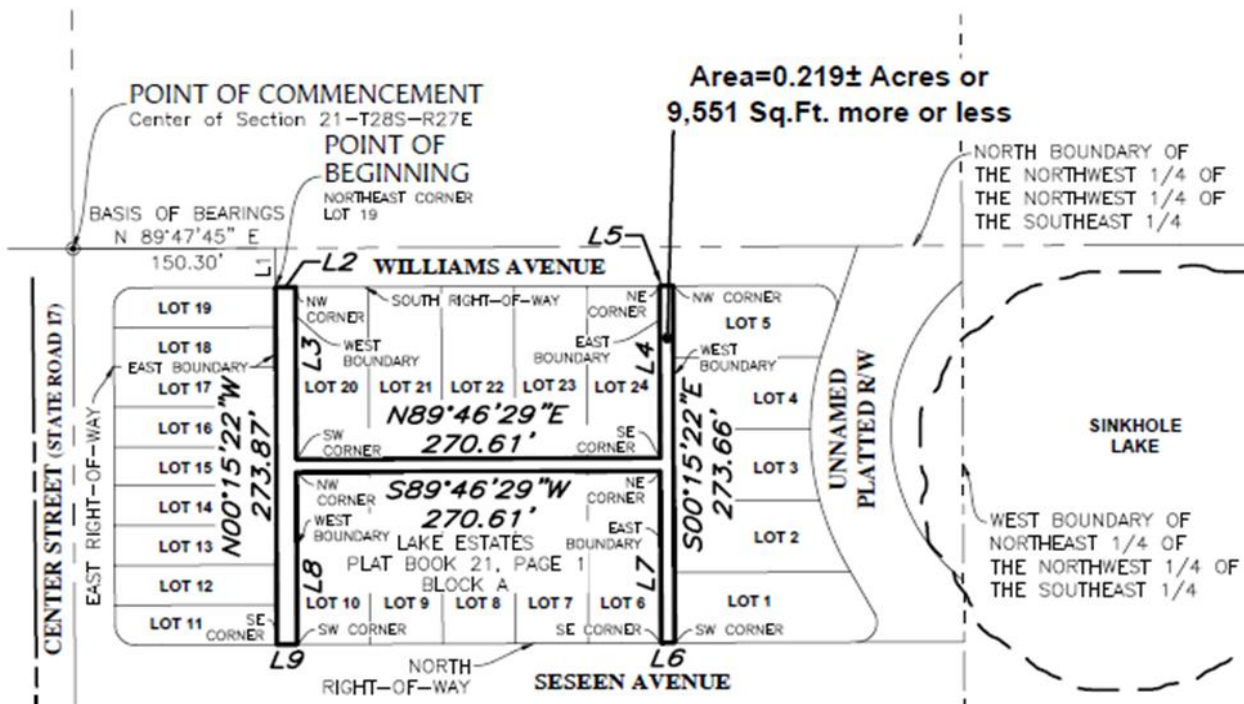 Area=0.219± Acres or
9,551 Sq.Ft. more or less
POINT OF COMMENCEMENT
Center of Section 21-T28S-R27E
POINT OF
BEGINNING
NORTHEAST CORNER
LOT 19
NORTH BOUNDARY OF
THE NORTHWEST 1/4 OF
THE NORTHWEST 1/4 OF
THE SOUTHEAST 1/4
BASIS OF BEARINGS
N 89°47'45" E
150.30'
L1
L2
WILLIAMS AVENUE
L5
LOT 19
LOT 18
EAST BOUNDARY
LOT 17
LOT 16
LOT 15
LOT 14
LOT 13
LOT 12
LOT 11
SE
CORNER
CENTER STREET (STATE ROAD 17)
EAST RIGHT-OF-WAY
N00°15'22"W
273.87'
NW
CORNER
SOUTH RIGHT-OF-WAY
NE
CORNER
NW CORNER
WEST
BOUNDARY
EAST
BOUNDARY
WEST
BOUNDARY
L3
L4
LOT 20
LOT 21
LOT 22
LOT 23
LOT 24
N89°46'29"E
270.61'
SW
CORNER
SE
CORNER
NW
CORNER
S89°46'29"W
270.61'
NE
CORNER
WEST
BOUNDARY
EAST
BOUNDARY
LAKE ESTATES
PLAT BOOK 21, PAGE 1
BLOCK A
L8
L7
LOT 10
LOT 9
LOT 8
LOT 7
LOT 6
SW CORNER
SE CORNER
SW CORNER
S00°15'22"E
273.66'
LOT 5
LOT 4
LOT 3
LOT 2
LOT 1
UNNAMED
PLATTED R/W
SINKHOLE
LAKE
WEST BOUNDARY OF
NORTHEAST 1/4 OF
THE NORTHWEST 1/4 OF
THE SOUTHEAST 1/4
L9
L6
NORTH
RIGHT-OF-WAY
SESEEN AVENUE